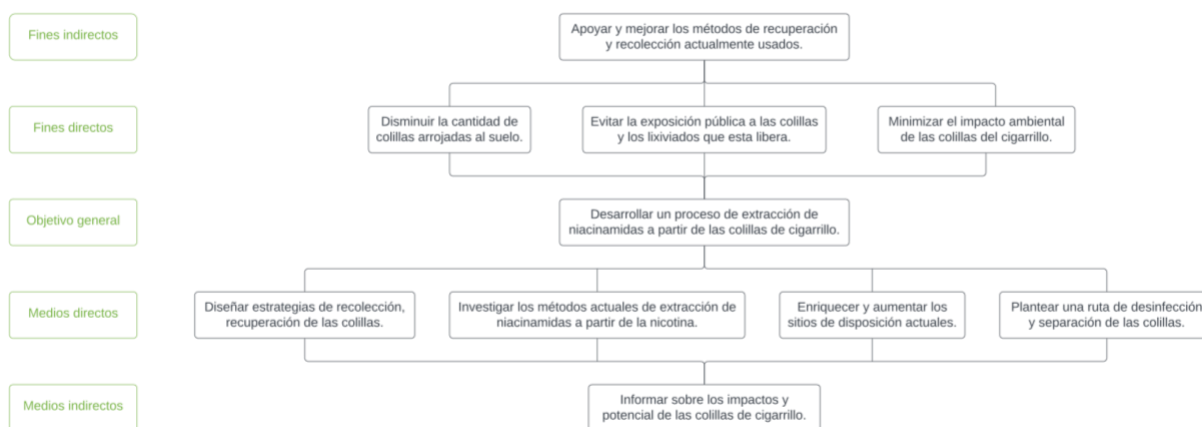 Fines indirectos
Apoyar y mejorar los métodos de recuperación
y recolección actualmente usados.
Fines directos
Disminuir la cantidad de
colillas arrojadas al suelo.
Evitar la exposición pública a las colillas
y los lixiviados que esta libera.
Minimizar el impacto ambiental
de las colillas del cigarrillo.
Objetivo general
Desarrollar un proceso de extracción de
niacinamidas a partir de las colillas de cigarrillo.
Medios directos
Diseñar estrategias de recolección,
recuperación de las colillas.
Investigar los métodos actuales de extracción de
niacinamidas a partir de la nicotina.
Enriquecer y aumentar los
sitios de disposición actuales.
Plantear una ruta de desinfección
y separación de las colillas.
Medios indirectos
Informar sobre los impactos y
potencial de las colillas de cigarrillo.